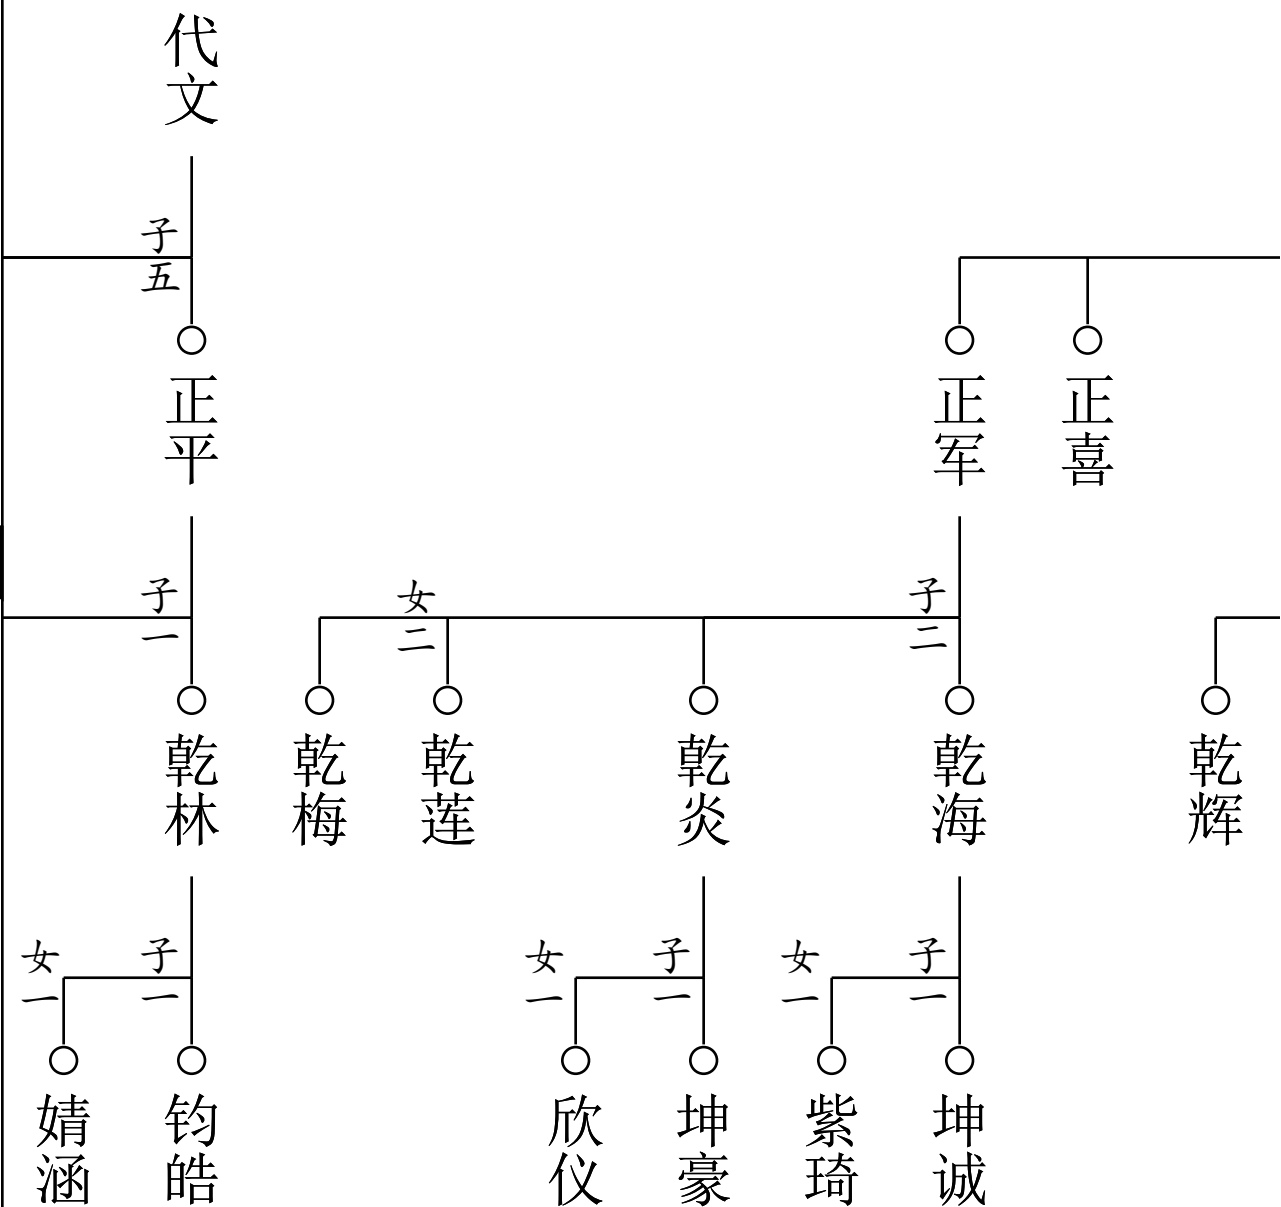 代文
子五
正平
正军
正喜
子一
女二
子二
乾林
乾梅
乾莲
乾炎
乾海
乾辉
女一
子一
女一
子一
女一
子一
婧涵
钧皓
欣仪
坤豪
紫琦
坤诚